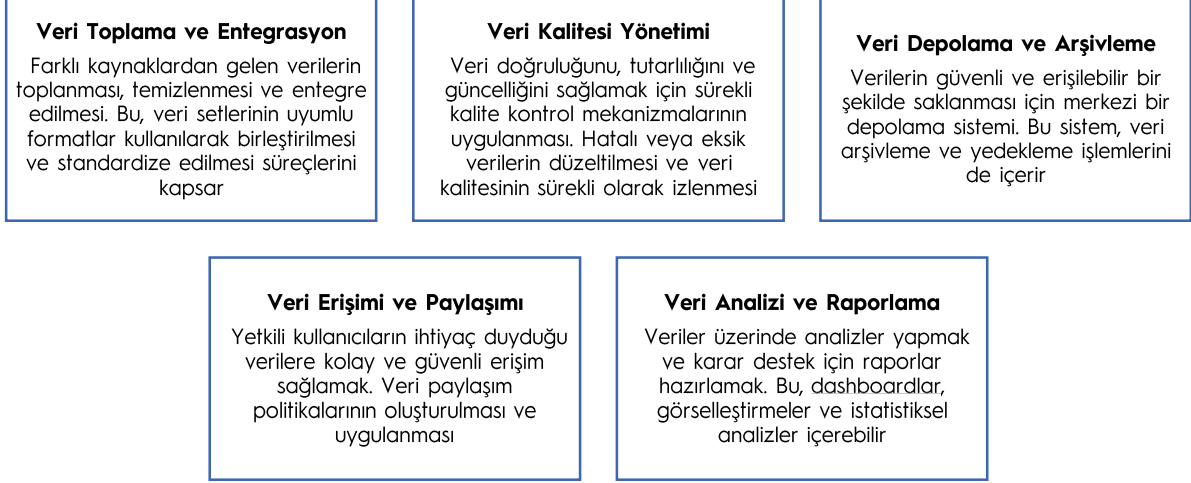 Veri Toplama ve Entegrasyon
Farklı kaynaklardan gelen verilerin
toplanması, temizlenmesi ve entegre
edilmesi. Bu, veri setlerinin uyumlu
formatlar kullanılarak birleştirilmesi
ve standardize edilmesi süreçlerini
kapsar
Veri Kalitesi Yönetimi
Veri doğruluğunu, tutarlılığını ve
güncelliğini sağlamak için sürekli
kalite kontrol mekanizmalarının
uygulanması. Hatalı veya eksik
verilerin düzeltilmesi ve veri
kalitesinin sürekli olarak izlenmesi
Veri Depolama ve Arşivleme
Verilerin güvenli ve erişilebilir bir
şekilde saklanması için merkezi bir
depolama sistemi. Bu sistem, veri
arşivleme ve yedekleme işlemlerini
de içerir
Veri Erişimi ve Paylaşımı
Yetkili kullanıcıların ihtiyaç duyduğu
verilere kolay ve güvenli erişim
sağlamak. Veri paylaşım
politikalarının oluşturulması ve
uygulanması
Veri Analizi ve Raporlama
Veriler üzerinde analizler yapmak
ve karar destek için raporlar
hazırlamak. Bu, dashboardlar,
görselleştirmeler ve istatistiksel
analizler içerebilir